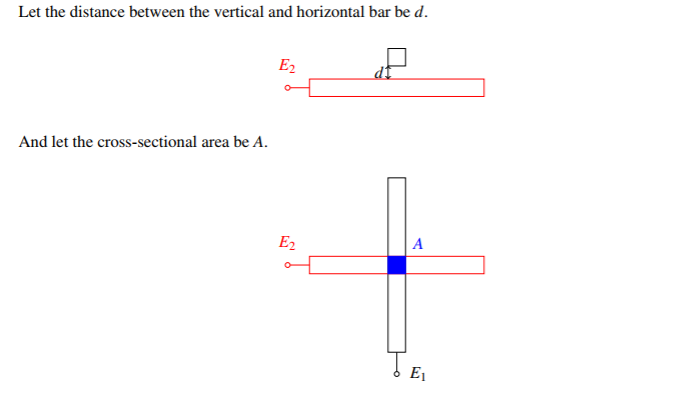 Let the distance between the vertical and horizontal bar be d.
E₂
d
And let the cross-sectional area be A.
E₂
A
E₁